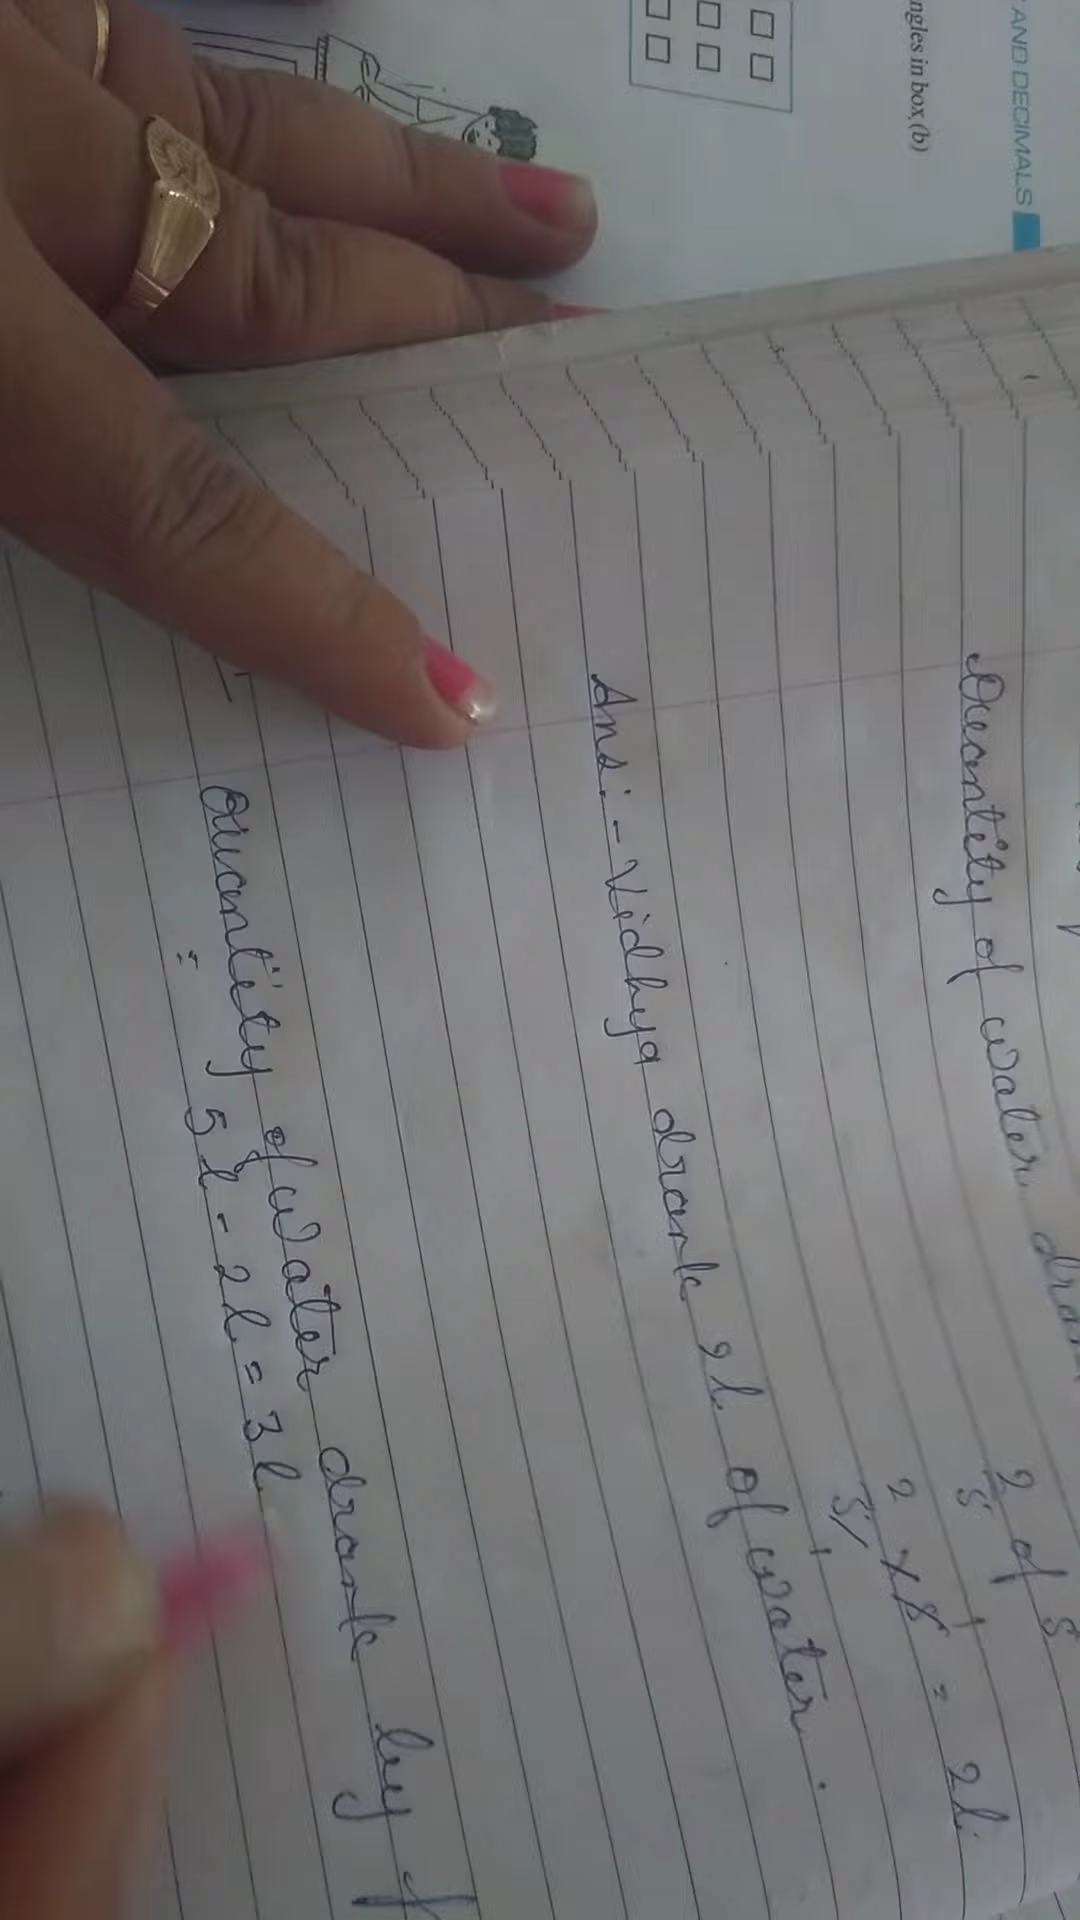 AND DECIMALS
ngles in box (b)
Quantity of water dran
2/5 of 5
2/5 × 5 = 2l
Ans:- Vidhya drank 2l of water.
Quantity of water drank by
= 5l - 2l = 3l